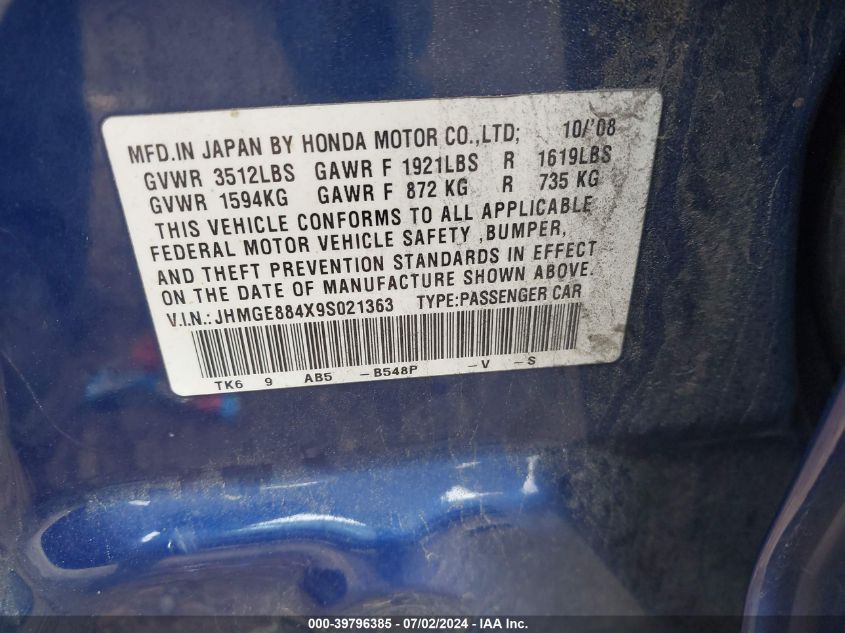 MFD.IN JAPAN BY HONDA MOTOR CO.,LTD; 10/'08
GVWR 3512LBS GAWR F 1921LBS R 1619LBS
GVWR 1594KG GAWR F 872 KG R 735 KG
THIS VEHICLE CONFORMS TO ALL APPLICABLE
FEDERAL MOTOR VEHICLE SAFETY ,BUMPER,
AND THEFT PREVENTION STANDARDS IN EFFECT
ON THE DATE OF MANUFACTURE SHOWN ABOVE.
V.I.N.:JHMGE884X9S021363 TYPE:PASSENGER CAR
TK6 9 AB5 -B548P -V -S
000-39796385 / 07/02/2024 - IAA Inc.